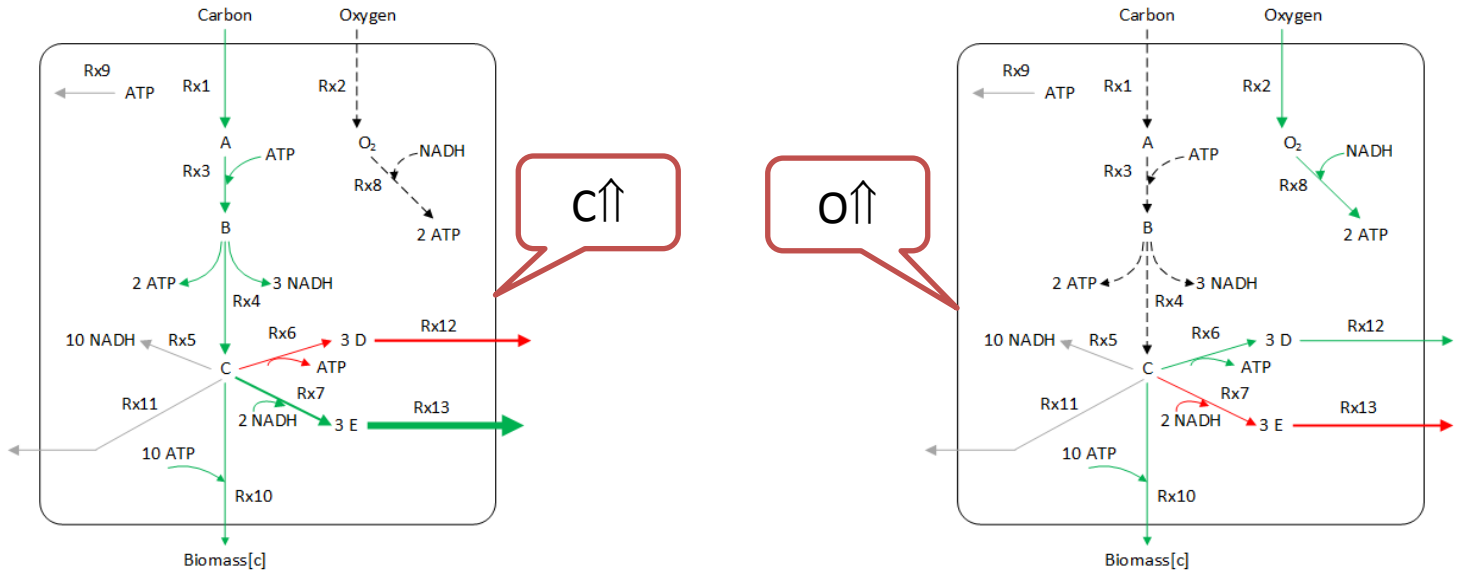 Carbon Oxygen
Rx9
ATP
Rx1
Rx2
A
O2
ATP
NADH
Rx3
Rx8
B
2 ATP
2 ATP
3 NADH
Rx4
10 NADH
Rx5
Rx6
3 D
Rx12
ATP
C
Rx7
Rx11
2 NADH
3 E
Rx13
10 ATP
Rx10
Biomass[c]
C⇑
O⇑
Carbon Oxygen
Rx9
ATP
Rx1
Rx2
A
O2
ATP
NADH
Rx3
Rx8
B
2 ATP
2 ATP
3 NADH
Rx4
10 NADH
Rx5
Rx6
3 D
Rx12
ATP
C
Rx7
Rx11
2 NADH
3 E
Rx13
10 ATP
Rx10
Biomass[c]